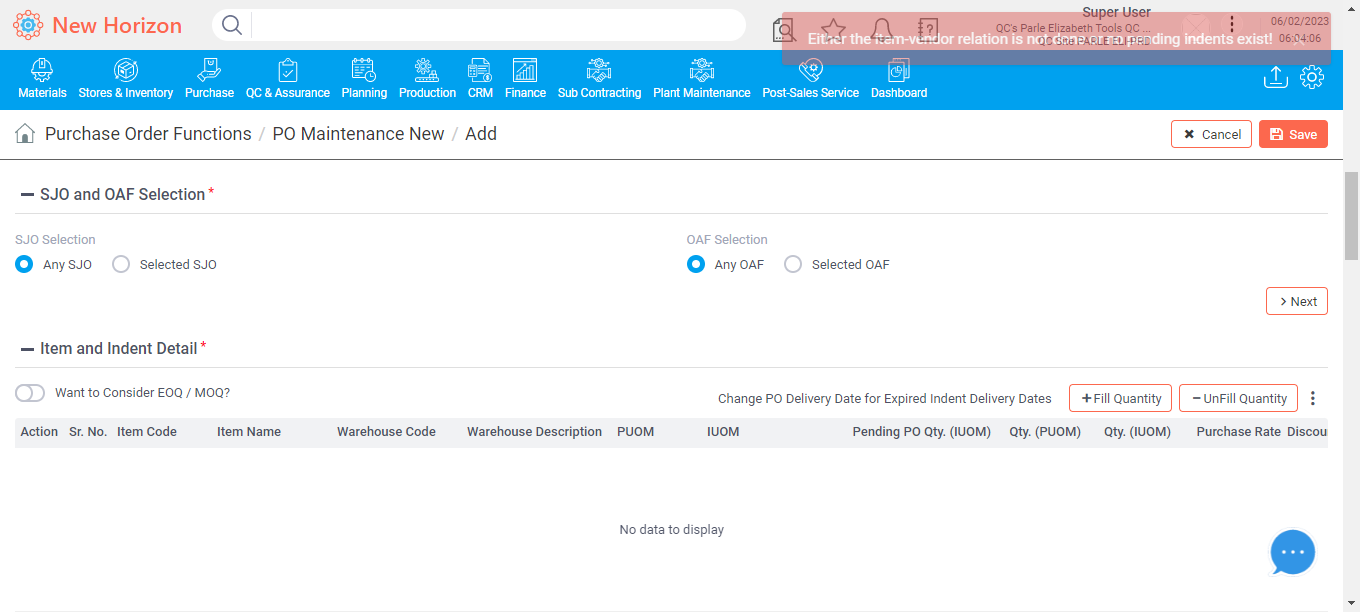 New Horizon
Super User
QC's Parle Elizabeth Tools QC ...
06/02/2023
06:04:06
Either the item-vendor relation is not done or no pending indents exist!
Materials
Stores & Inventory
Purchase
QC & Assurance
Planning
Production
CRM
Finance
Sub Contracting
Plant Maintenance
Post-Sales Service
Dashboard
Purchase Order Functions / PO Maintenance New / Add
Cancel
Save
SJO and OAF Selection *
SJO Selection
OAF Selection
Any SJO
Selected SJO
Any OAF
Selected OAF
Next
Item and Indent Detail *
Want to Consider EOQ / MOQ?
Change PO Delivery Date for Expired Indent Delivery Dates
Fill Quantity
UnFill Quantity
Action Sr. No. Item Code Item Name Warehouse Code Warehouse Description PUOM IUOM Pending PO Qty. (IUOM) Qty. (PUOM) Qty. (IUOM) Purchase Rate Discou
No data to display